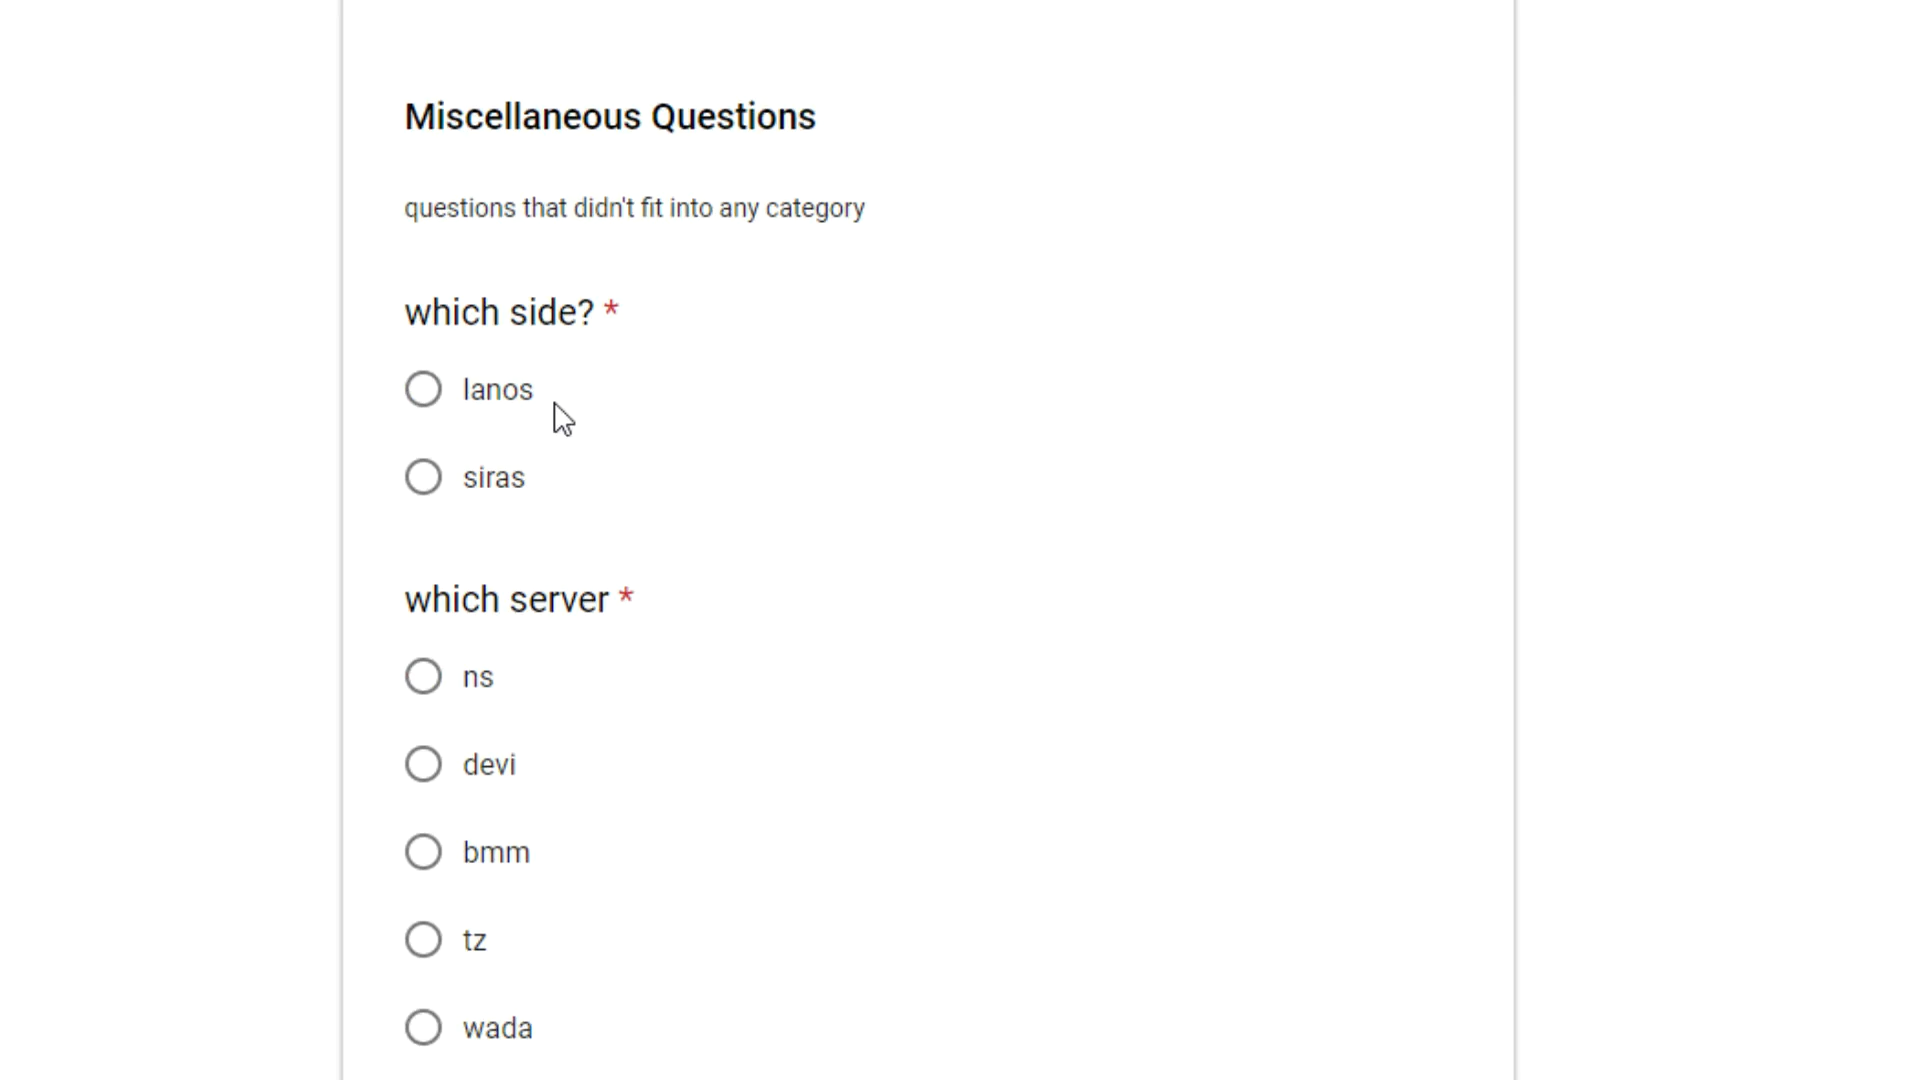 Miscellaneous Questions
questions that didn't fit into any category
which side? *
lanos
siras
which server *
ns
devi
bmm
tz
wada